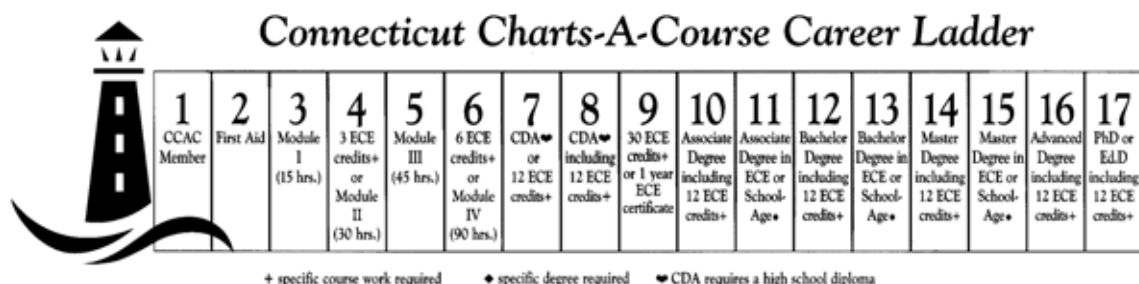 Connecticut Charts-A-Course Career Ladder
1
CCAC
Member
2
First Aid
3
Module
I
(15 hrs.)
4
3 ECE
credits+
or
Module
II
(30 hrs.)
5
Module
III
(45 hrs.)
6
6 ECE
credits+
or
Module
IV
(90 hrs.)
7
CDA❤
or
12 ECE
credits+
8
CDA❤
including
12 ECE
credits+
9
30 ECE
credits+
or 1 year
ECE
certificate
10
Associate
Degree
including
12 ECE
credits+
11
Associate
Degree in
ECE or
School-
Age♦
12
Bachelor
Degree
including
12 ECE
credits+
13
Bachelor
Degree in
ECE or
School-
Age♦
14
Master
Degree
including
12 ECE
credits+
15
Master
Degree in
ECE or
School-
Age♦
16
Advanced
Degree
including
12 ECE
credits+
17
PhD or
Ed.D
including
12 ECE
credits+
+ specific course work required ♦ specific degree required ❤ CDA requires a high school diploma